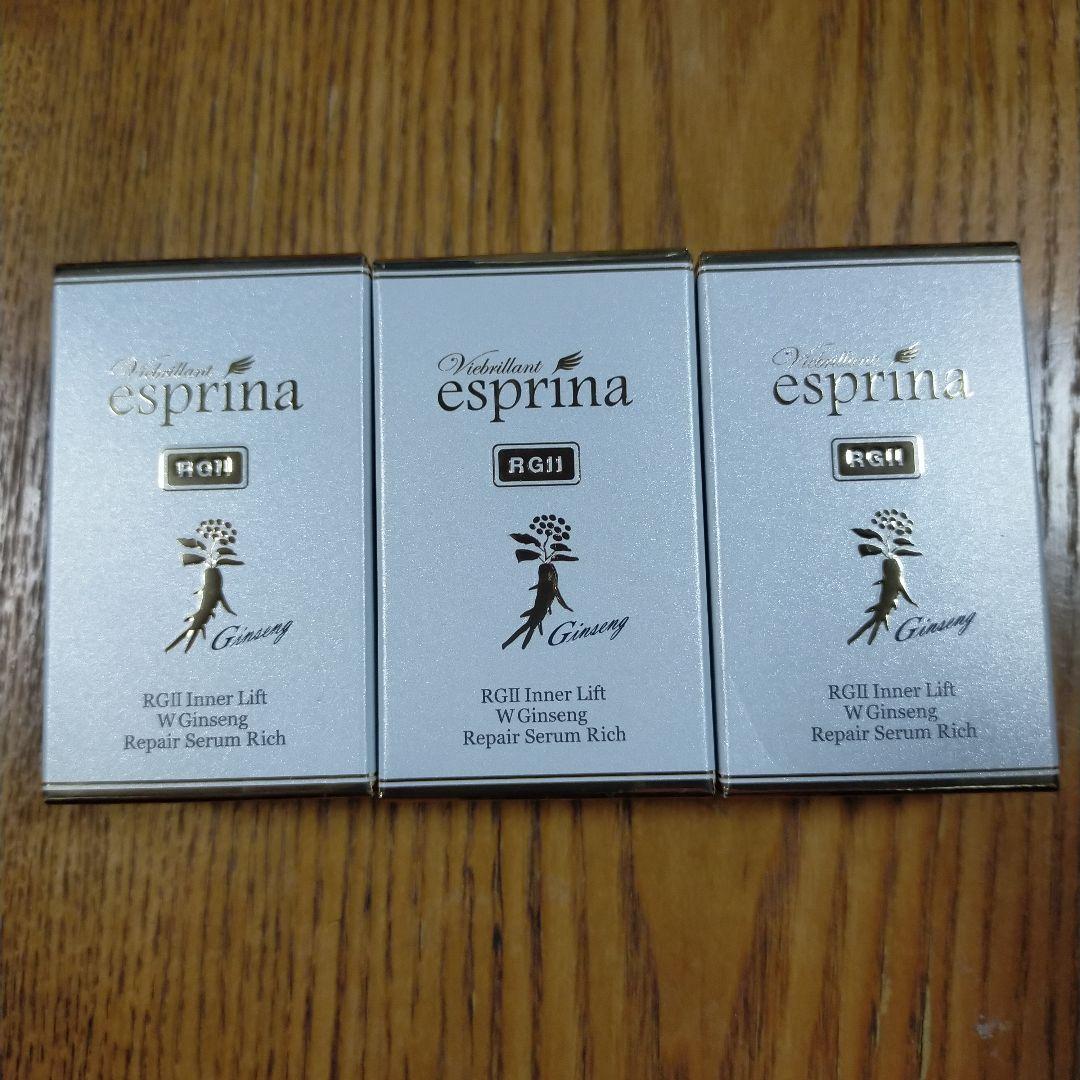 Viebrillant
esprina
RGII
Ginseng
RGII Inner Lift
W Ginseng
Repair Serum Rich
Viebrillant
esprina
RGII
Ginseng
RGII Inner Lift
W Ginseng
Repair Serum Rich
Viebrillant
esprina
RGII
Ginseng
RGII Inner Lift
W Ginseng
Repair Serum Rich